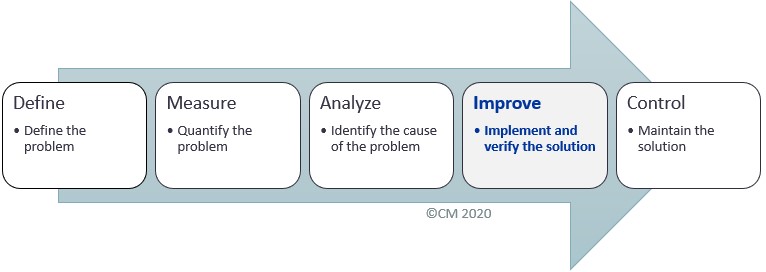 Define
• Define the
problem
Measure
• Quantify the
problem
Analyze
• Identify the cause
of the problem
Improve
• Implement and
verify the solution
Control
• Maintain the
solution
©CM 2020